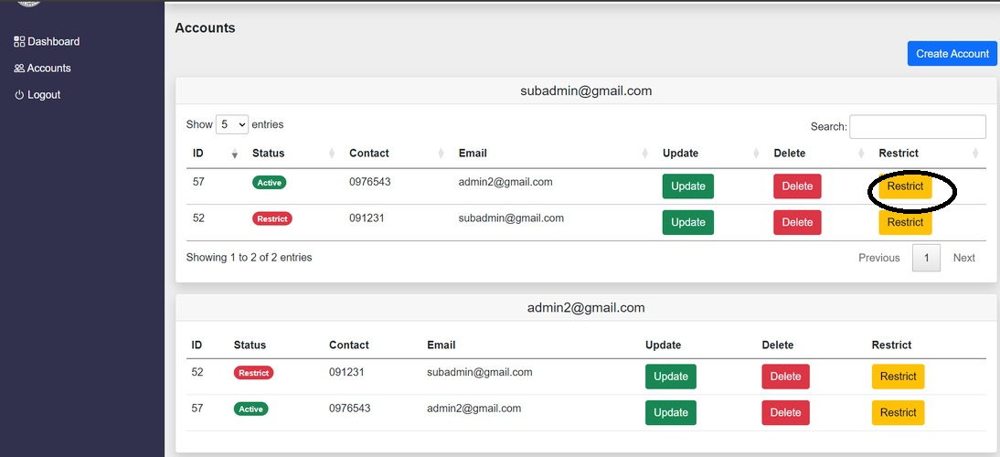 Dashboard
Accounts
Logout
Accounts
Create Account
subadmin@gmail.com
Show 5 entries
Search:
ID Status Contact Email Update Delete Restrict
57 Active 0976543 admin2@gmail.com Update Delete Restrict
52 Restrict 091231 subadmin@gmail.com Update Delete Restrict
Showing 1 to 2 of 2 entries
Previous 1 Next
admin2@gmail.com
ID Status Contact Email Update Delete Restrict
52 Restrict 091231 subadmin@gmail.com Update Delete Restrict
57 Active 0976543 admin2@gmail.com Update Delete Restrict